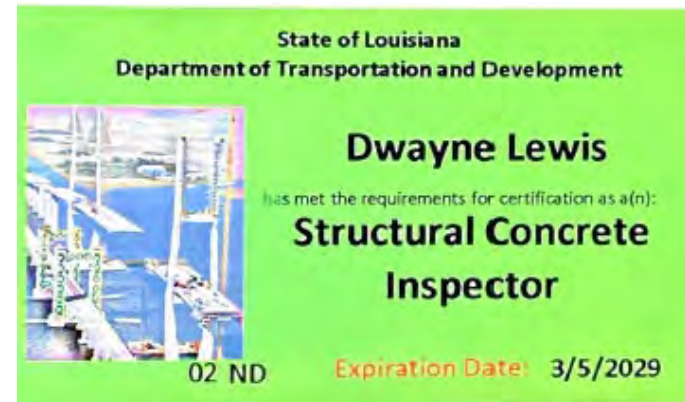 State of Louisiana
Department of Transportation and Development
Dwayne Lewis
has met the requirements for certification as a(n):
Structural Concrete
Inspector
02 ND
Expiration Date: 3/5/2029